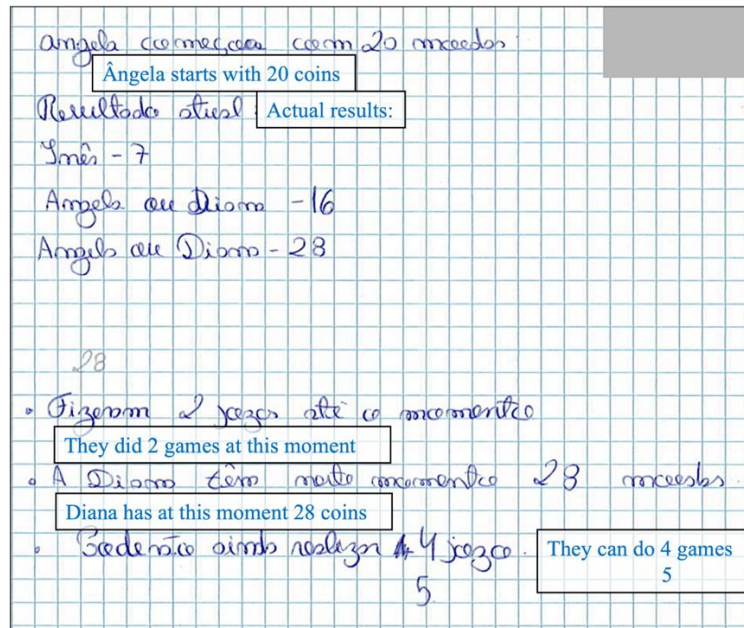 angela começou com 20 moedas
Ângela starts with 20 coins
Resultado atual:
Actual results:
Inês - 7
Angela ou Diana - 16
Angela ou Diana - 28
28
• Fizeram 2 jogos até o momento
They did 2 games at this moment
• A Diana têm neste momento 28 moedas.
Diana has at this moment 28 coins
• Poderão ainda realizar 4 jogo.
They can do 4 games
5
5